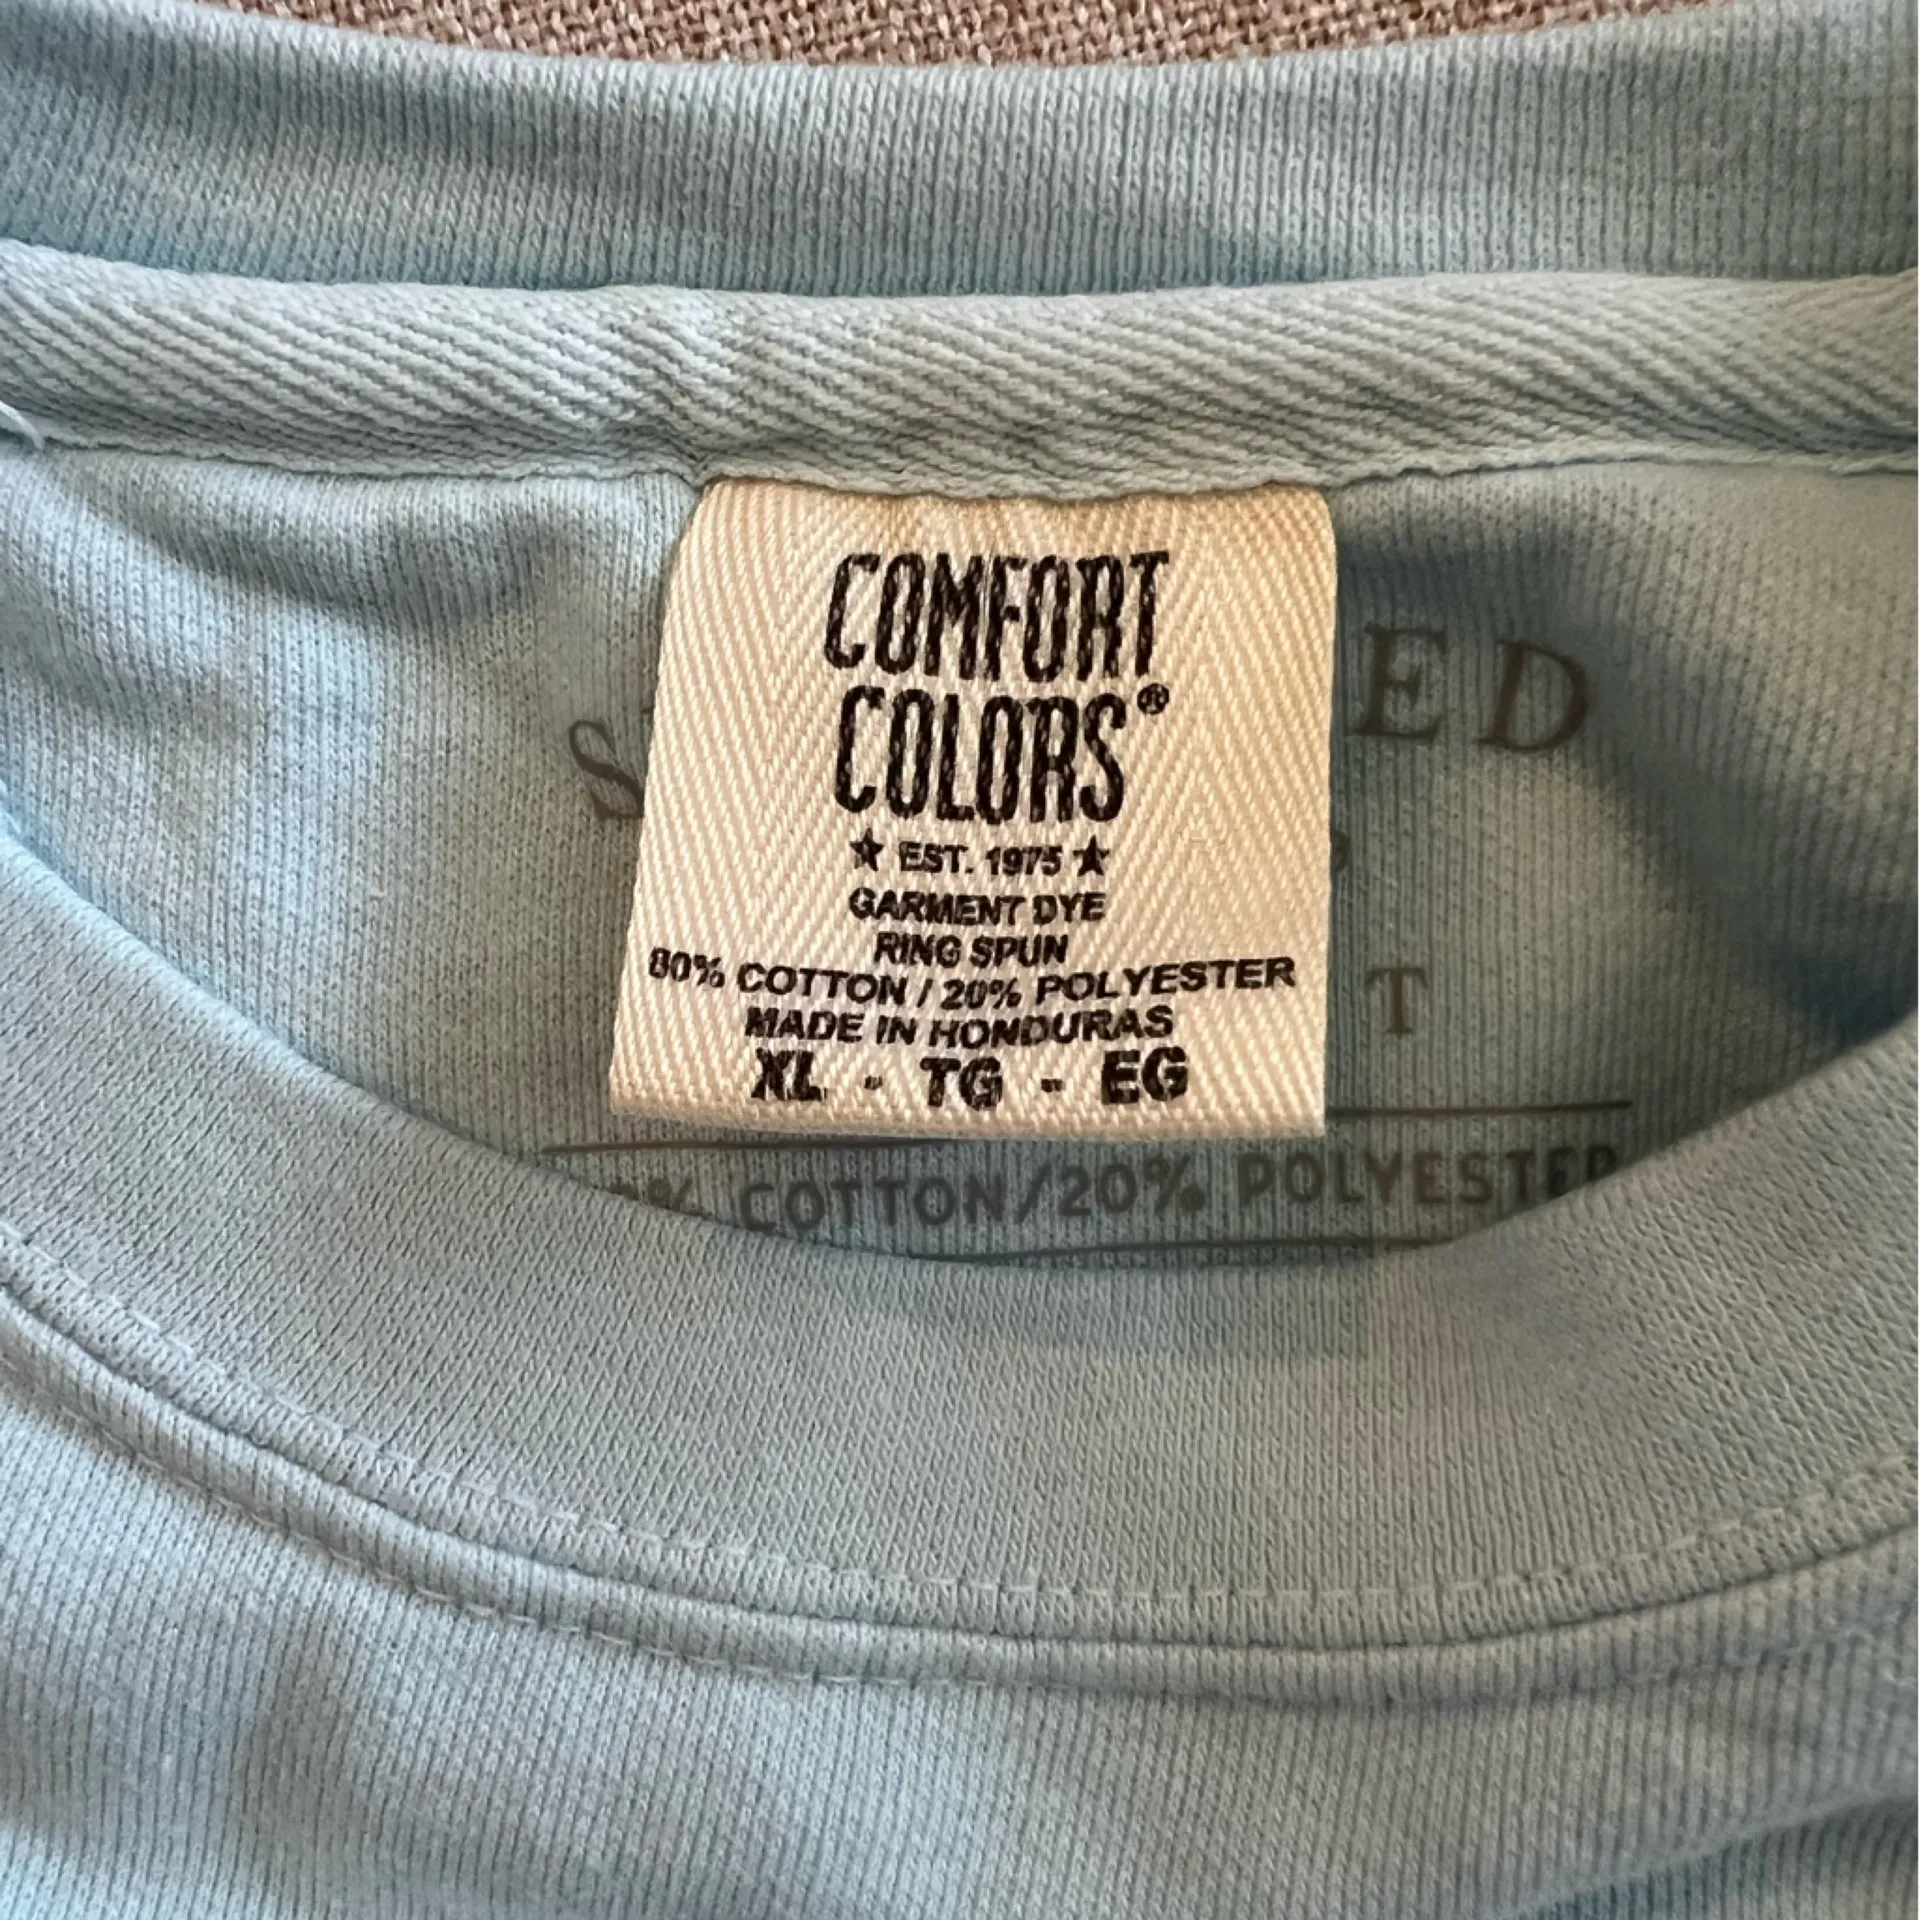 COMFORT
COLORS®
★ EST. 1975 ★
GARMENT DYE
RING SPUN
80% COTTON / 20% POLYESTER
MADE IN HONDURAS
XL - TG - EG
COTTON/20% POLYESTER